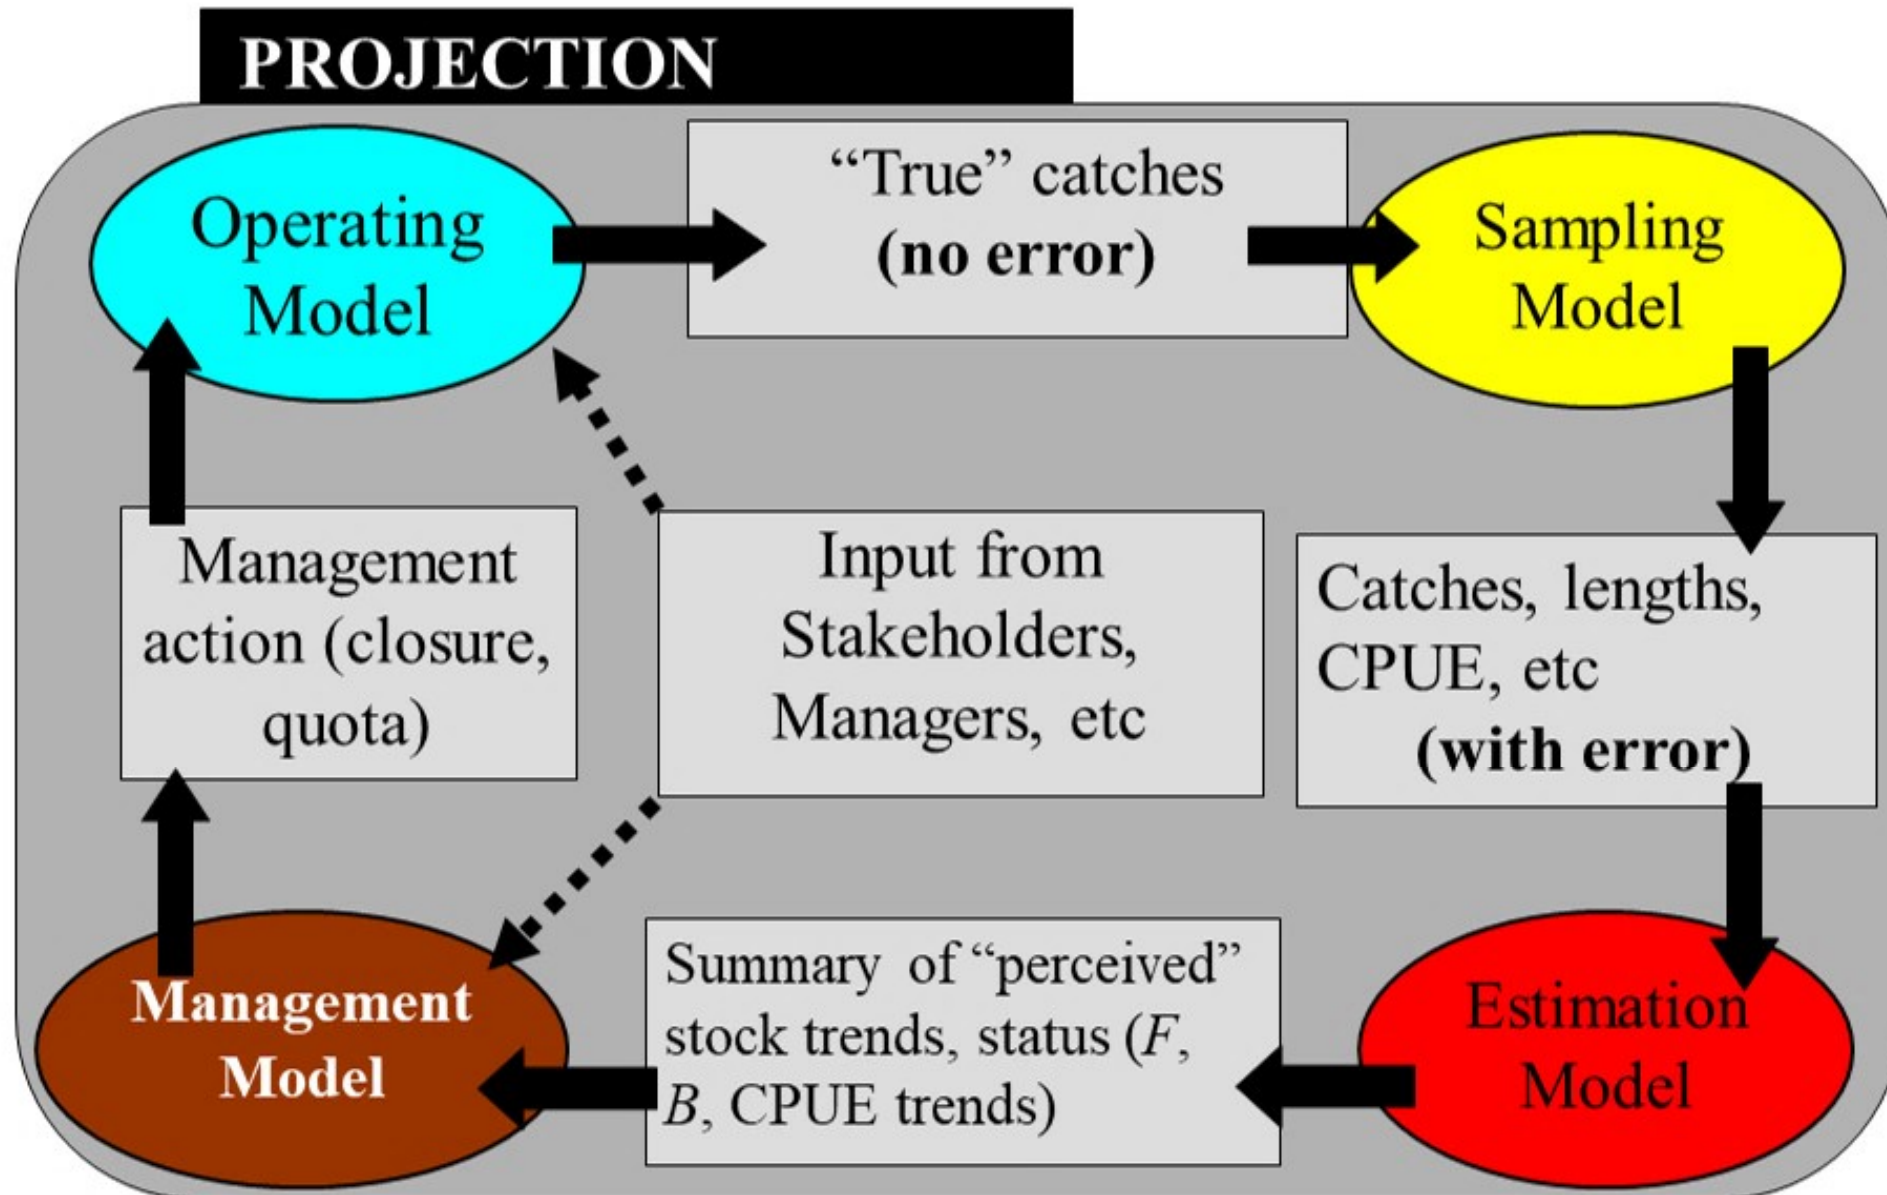 PROJECTION
Operating
Model
“True” catches
(no error)
Sampling
Model
Management
action (closure,
quota)
Input from
Stakeholders,
Managers, etc
Catches, lengths,
CPUE, etc
(with error)
Management
Model
Summary of “perceived”
stock trends, status (F,
B, CPUE trends)
Estimation
Model